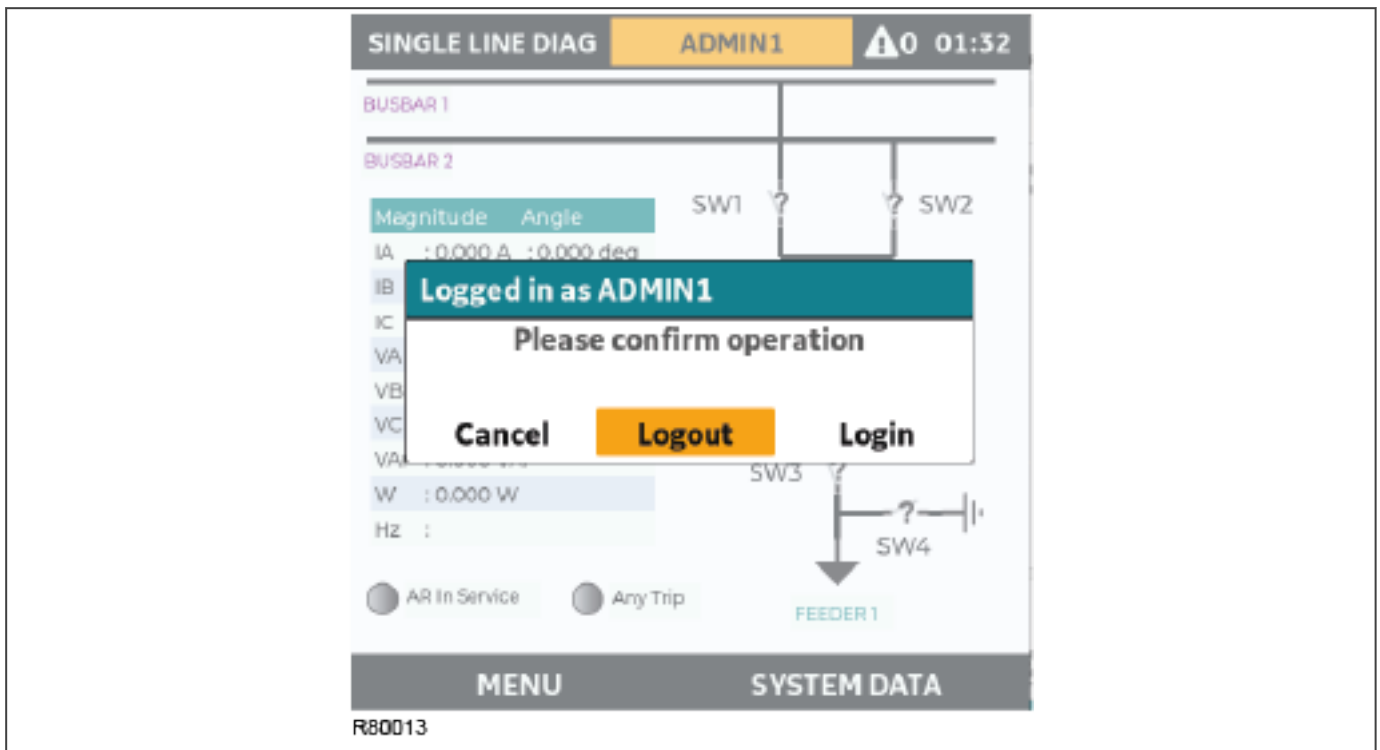 SINGLE LINE DIAG ADMIN1 0 01:32
BUSBAR 1
BUSBAR 2
SW1 ? ? SW2
Magnitude Angle
IA : 0.000 A : 0.000 deg
IB
IC
VA
VB
VC
Logged in as ADMIN1
Please confirm operation
Cancel Logout Login
W : 0.000 W
Hz :
SW3 ?
?
SW4
AR In Service Any Trip
FEEDER 1
MENU SYSTEM DATA
R80013